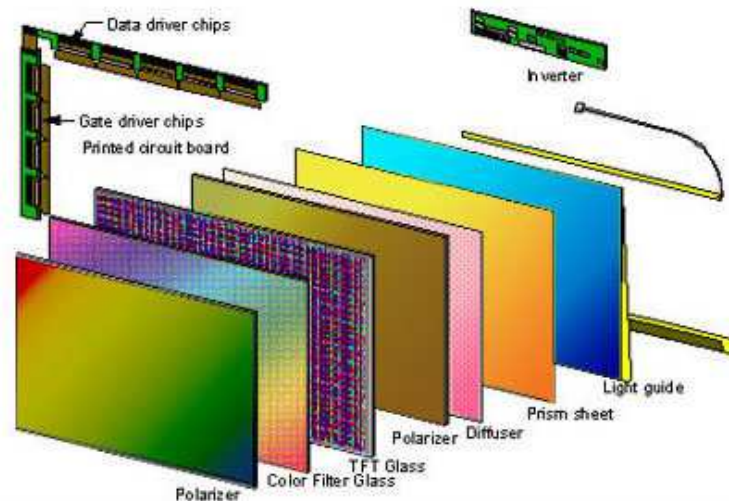 Data driver chips
Inverter
Gate driver chips
Printed circuit board
Light guide
Prism sheet
Diffuser
Polarizer
TFT Glass
Color Filter Glass
Polarizer